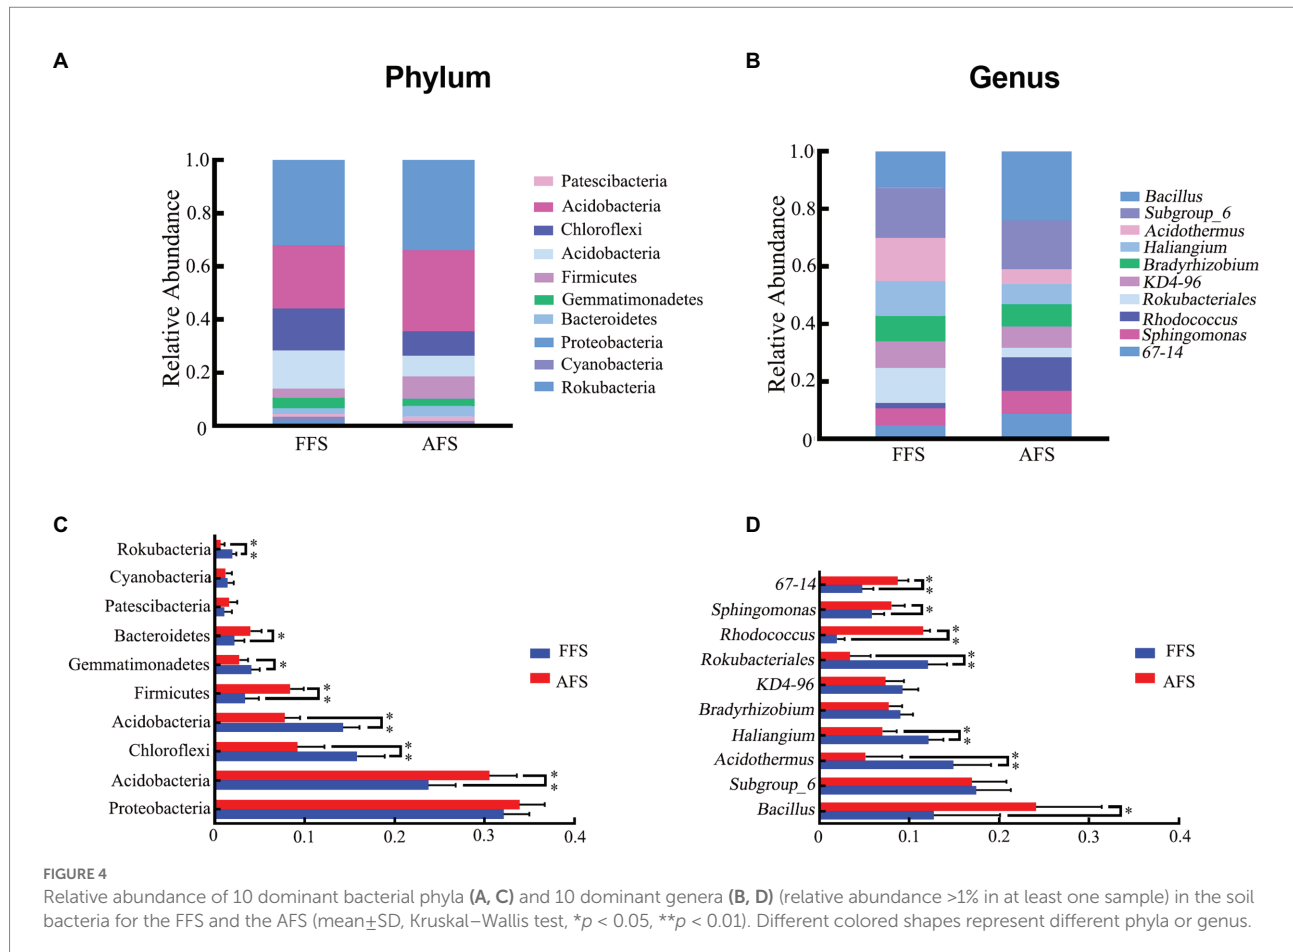 A
Phylum
1.0
0.8
0.6
0.4
0.2
0
Relative Abundance
FFS
AFS
Patescibacteria
Acidobacteria
Chloroflexi
Acidobacteria
Firmicutes
Gemmatimonadetes
Bacteroidetes
Proteobacteria
Cyanobacteria
Rokubacteria
B
Genus
1.0
0.8
0.6
0.4
0.2
0
Relative Abundance
FFS
AFS
Bacillus
Subgroup_6
Acidothermus
Haliangium
Bradyrhizobium
KD4-96
Rokubacteriales
Rhodococcus
Sphingomonas
67-14
C
Rokubacteria **
Cyanobacteria
Patescibacteria
Bacteroidetes *
Gemmatimonadetes *
Firmicutes **
Acidobacteria **
Chloroflexi **
Acidobacteria **
Proteobacteria
0 0.1 0.2 0.3 0.4
FFS
AFS
D
67-14 **
Sphingomonas *
Rhodococcus **
Rokubacteriales **
KD4-96
Bradyrhizobium
Haliangium **
Acidothermus **
Subgroup_6
Bacillus *
0 0.1 0.2 0.3 0.4
FFS
AFS
FIGURE 4
Relative abundance of 10 dominant bacterial phyla (A, C) and 10 dominant genera (B, D) (relative abundance >1% in at least one sample) in the soil
bacteria for the FFS and the AFS (mean±SD, Kruskal–Wallis test, *p < 0.05, **p < 0.01). Different colored shapes represent different phyla or genus.